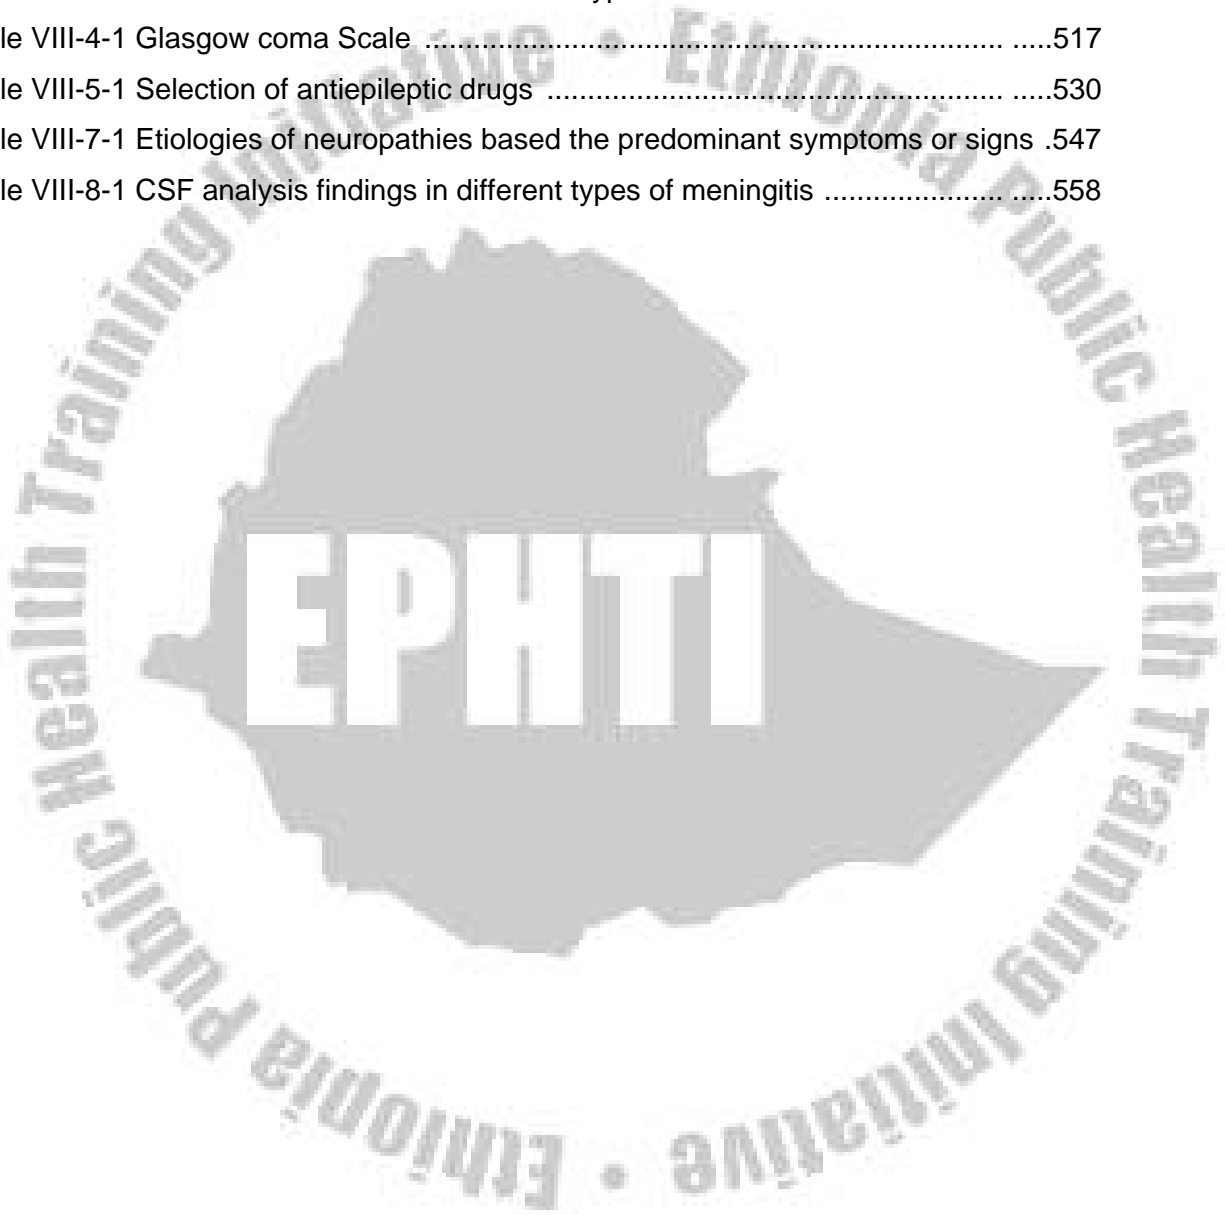 le VIII-4-1 Glasgow coma Scale ................................................................ .....517
le VIII-5-1 Selection of antiepileptic drugs .................................................. .....530
le VIII-7-1 Etiologies of neuropathies based the predominant symptoms or signs .547
le VIII-8-1 CSF analysis findings in different types of meningitis .................... .....558
EPHTI
Ethiopia Public Health Training Initiative • Ethiopia Public Health Training Initiative •